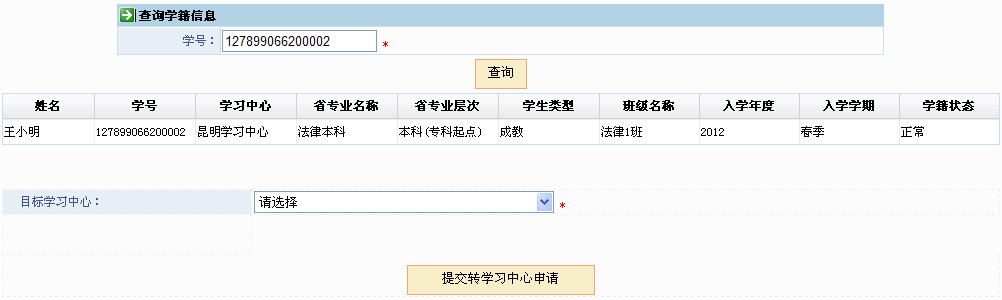 查询学籍信息
学号： 127899066200002 *
查询
姓名 学号 学习中心 省专业名称 省专业层次 学生类型 班级名称 入学年度 入学学期 学籍状态
王小明 127899066200002 昆明学习中心 法律本科 本科(专科起点) 成教 法律1班 2012 春季 正常
目标学习中心： 请选择 *
提交转学习中心申请